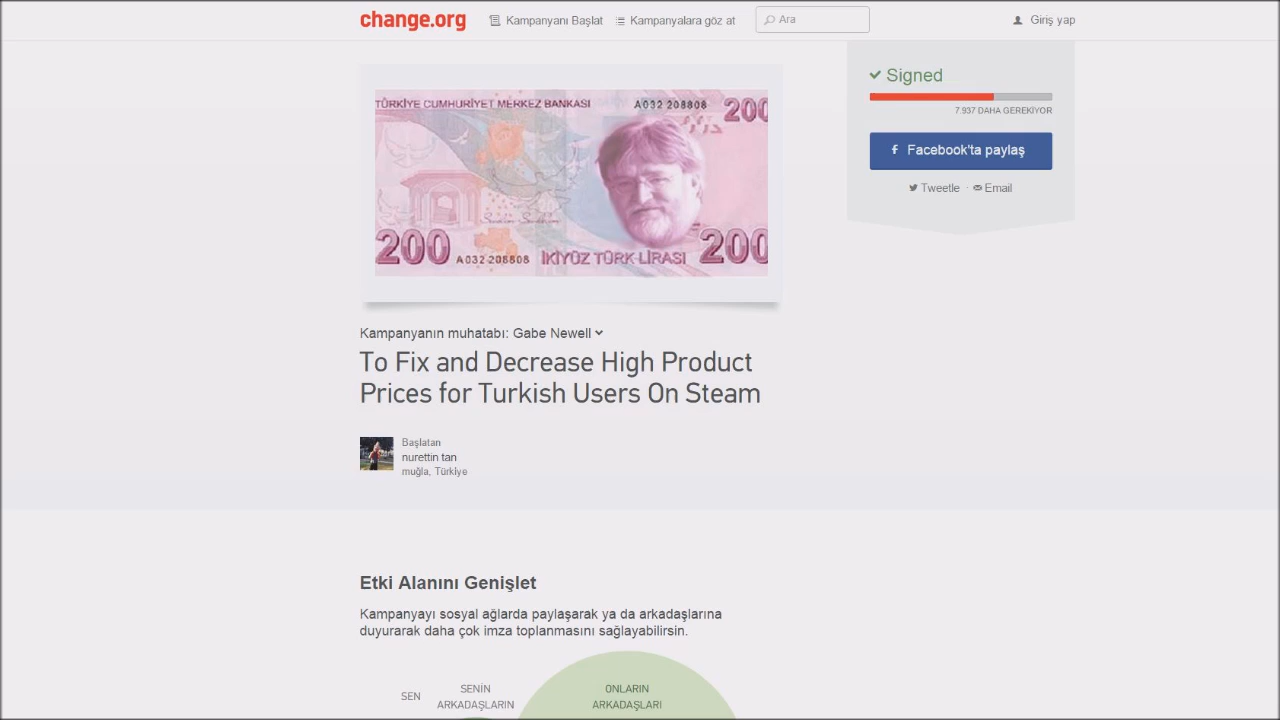 change.org
Kampanyanı Başlat
Kampanyalara göz at
Ara
Giriş yap
TÜRKİYE CUMHURİYET MERKEZ BANKASI
A032 208808
200
200
A032 208808
İKİYÜZ TÜRK LİRASI
200
Signed
7.937 DAHA GEREKİYOR
Facebook'ta paylaş
Tweetle · Email
Kampanyanın muhatabı: Gabe Newell
To Fix and Decrease High Product
Prices for Turkish Users On Steam
Başlatan
nurettin tan
muğla, Türkiye
Etki Alanını Genişlet
Kampanyayı sosyal ağlarda paylaşarak ya da arkadaşlarına
duyurarak daha çok imza toplanmasını sağlayabilirsin.
SEN
SENİN
ARKADAŞLARIN
ONLARIN
ARKADAŞLARI